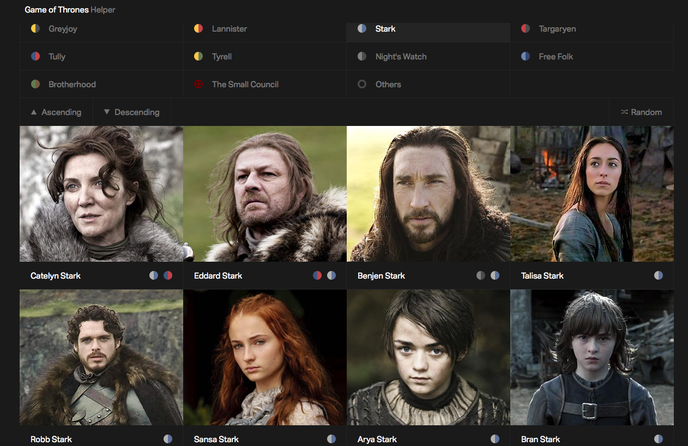 Game of Thrones Helper
Greyjoy Lannister Stark Targaryen
Tully Tyrell Night's Watch Free Folk
Brotherhood The Small Council Others
Ascending Descending Random
Catelyn Stark Eddard Stark Benjen Stark Talisa Stark
Robb Stark Sansa Stark Arya Stark Bran Stark